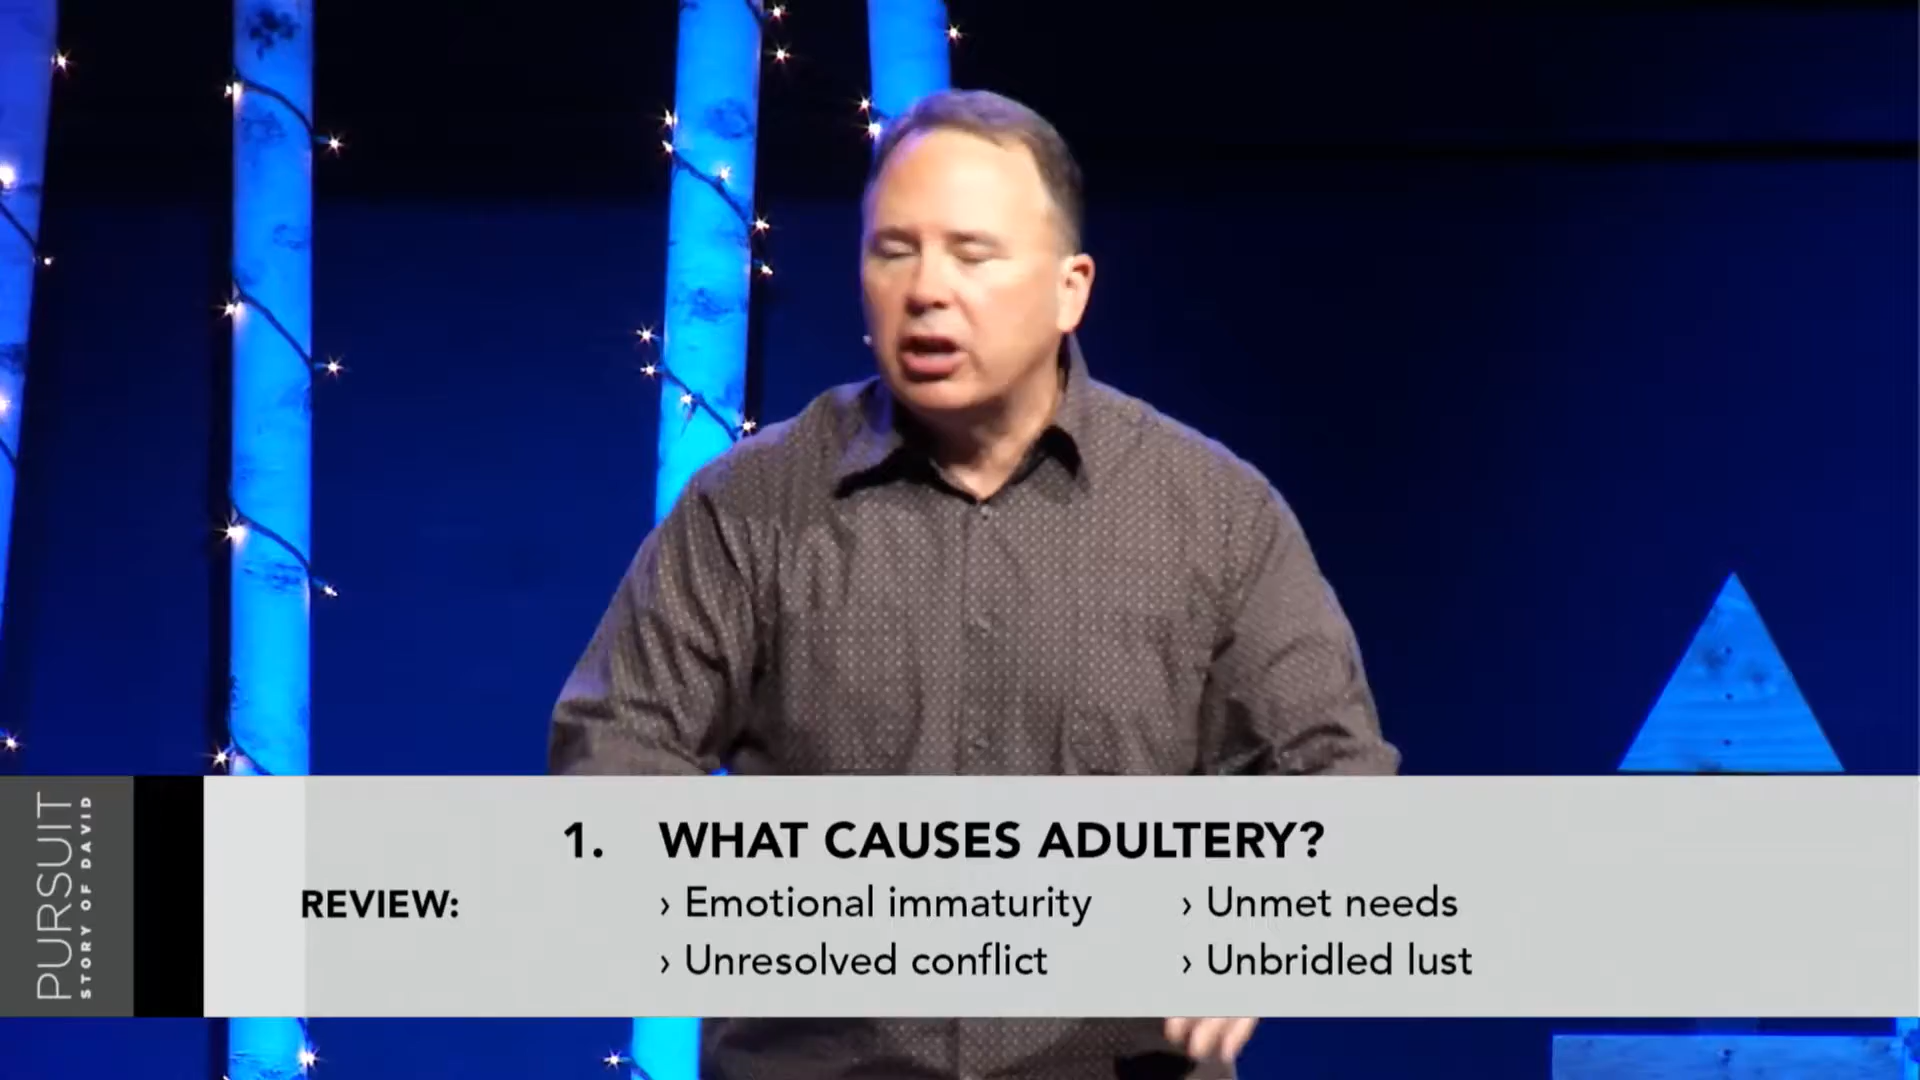 PURSUIT
STORY OF DAVID
1. WHAT CAUSES ADULTERY?
REVIEW:
› Emotional immaturity › Unmet needs
› Unresolved conflict › Unbridled lust